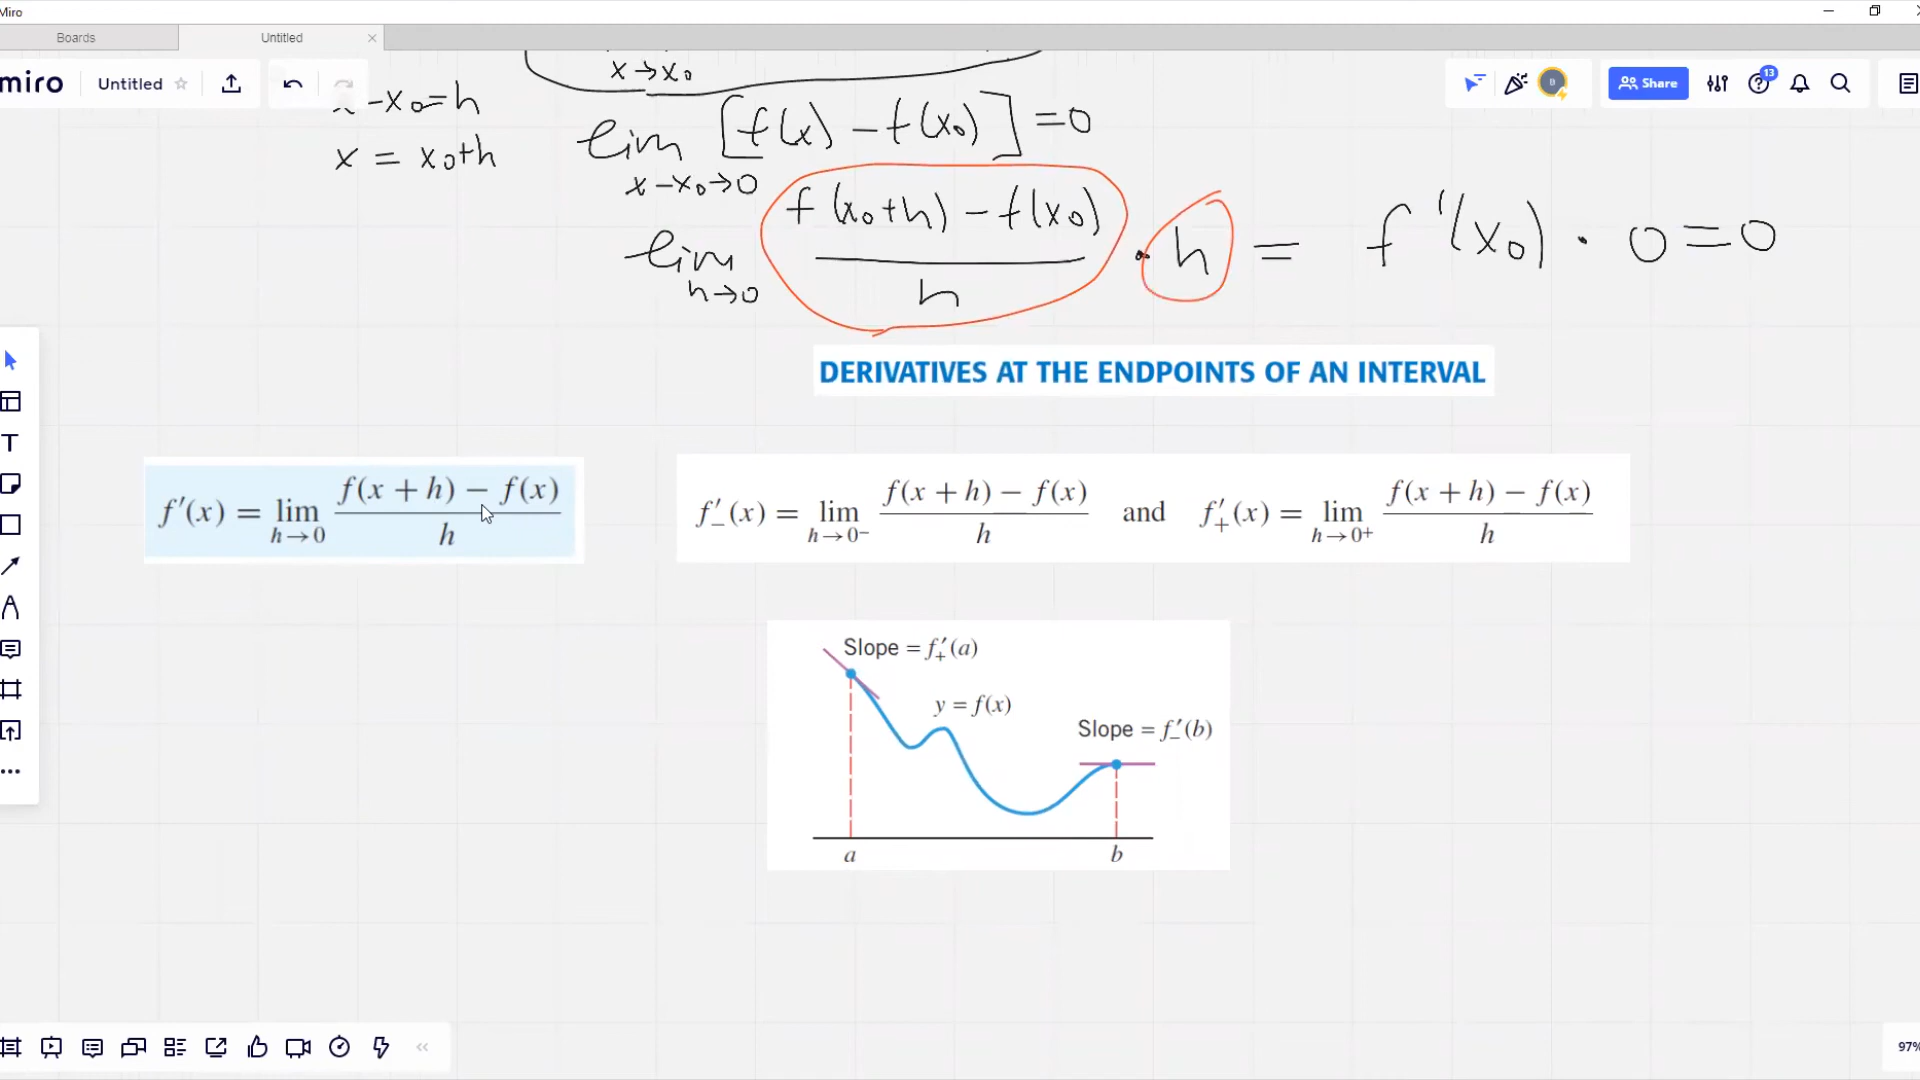 Miro
Boards
Untitled
miro
Untitled
Share
13
x→x₀
x-x₀=h
lim [f(x) - f(x₀)] = 0
x-x₀→0
x = x₀+h
lim f(x₀+h) - f(x₀) / h · h = f'(x₀) · 0 = 0
h→0
DERIVATIVES AT THE ENDPOINTS OF AN INTERVAL
f'(x) = lim h→0 f(x + h) − f(x) / h
f'₋(x) = lim h→0⁻ f(x + h) − f(x) / h and f'₊(x) = lim h→0⁺ f(x + h) − f(x) / h
Slope = f'₊(a)
y = f(x)
Slope = f'₋(b)
a
b
97%